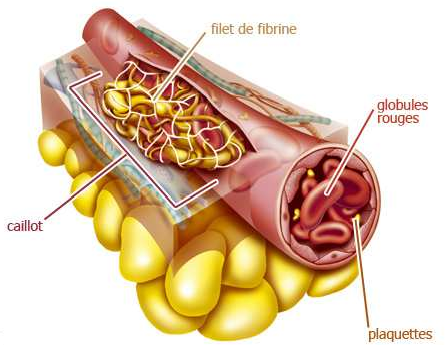 filet de fibrine
globules
rouges
caillot
plaquettes